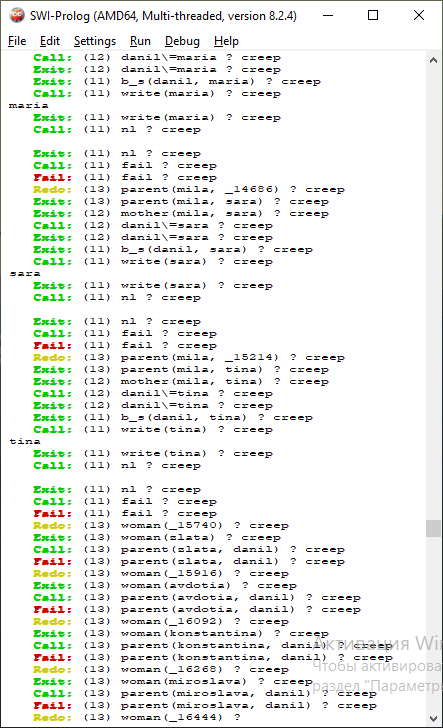 SWI-Prolog (AMD64, Multi-threaded, version 8.2.4)
File Edit Settings Run Debug Help
Call: (12) danil\=maria ? creep
Exit: (12) danil\=maria ? creep
Exit: (11) b_s(danil, maria) ? creep
Call: (11) write(maria) ? creep
maria
Exit: (11) write(maria) ? creep
Call: (11) nl ? creep
Exit: (11) nl ? creep
Call: (11) fail ? creep
Fail: (11) fail ? creep
Redo: (13) parent(mila, _14686) ? creep
Exit: (13) parent(mila, sara) ? creep
Exit: (12) mother(mila, sara) ? creep
Call: (12) danil\=sara ? creep
Exit: (12) danil\=sara ? creep
Exit: (11) b_s(danil, sara) ? creep
Call: (11) write(sara) ? creep
sara
Exit: (11) write(sara) ? creep
Call: (11) nl ? creep
Exit: (11) nl ? creep
Call: (11) fail ? creep
Fail: (11) fail ? creep
Redo: (13) parent(mila, _15214) ? creep
Exit: (13) parent(mila, tina) ? creep
Exit: (12) mother(mila, tina) ? creep
Call: (12) danil\=tina ? creep
Exit: (12) danil\=tina ? creep
Exit: (11) b_s(danil, tina) ? creep
Call: (11) write(tina) ? creep
tina
Exit: (11) write(tina) ? creep
Call: (11) nl ? creep
Exit: (11) nl ? creep
Call: (11) fail ? creep
Fail: (11) fail ? creep
Redo: (13) woman(_15740) ? creep
Exit: (13) woman(zlata) ? creep
Call: (13) parent(zlata, danil) ? creep
Fail: (13) parent(zlata, danil) ? creep
Redo: (13) woman(_15916) ? creep
Exit: (13) woman(avdotia) ? creep
Call: (13) parent(avdotia, danil) ? creep
Fail: (13) parent(avdotia, danil) ? creep
Redo: (13) woman(_16092) ? creep
Exit: (13) woman(konstantina) ? creep
Call: (13) parent(konstantina, danil) ? creep
Fail: (13) parent(konstantina, danil) ? creep
Redo: (13) woman(_16268) ? creep
Exit: (13) woman(miroslava) ? creep
Call: (13) parent(miroslava, danil) ? creep
Fail: (13) parent(miroslava, danil) ? creep
Redo: (13) woman(_16444) ?
Активация Win
Чтобы активирова
раздел "Параметр